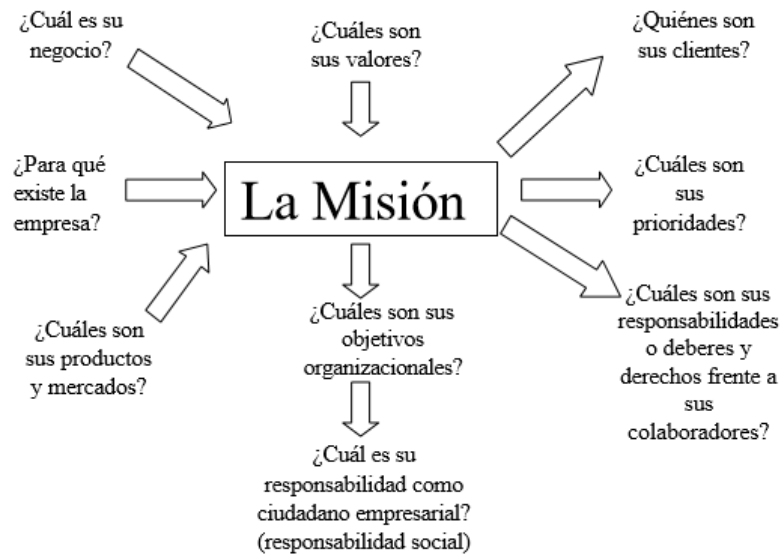 ¿Cuál es su
negocio?
¿Cuáles son
sus valores?
¿Quiénes son
sus clientes?
¿Para qué
existe la
empresa?
La Misión
¿Cuáles son
sus
prioridades?
¿Cuáles son
sus productos
y mercados?
¿Cuáles son sus
objetivos
organizacionales?
¿Cuáles son sus
responsabilidades
o deberes y
derechos frente a
sus
colaboradores?
¿Cuál es su
responsabilidad como
ciudadano empresarial?
(responsabilidad social)